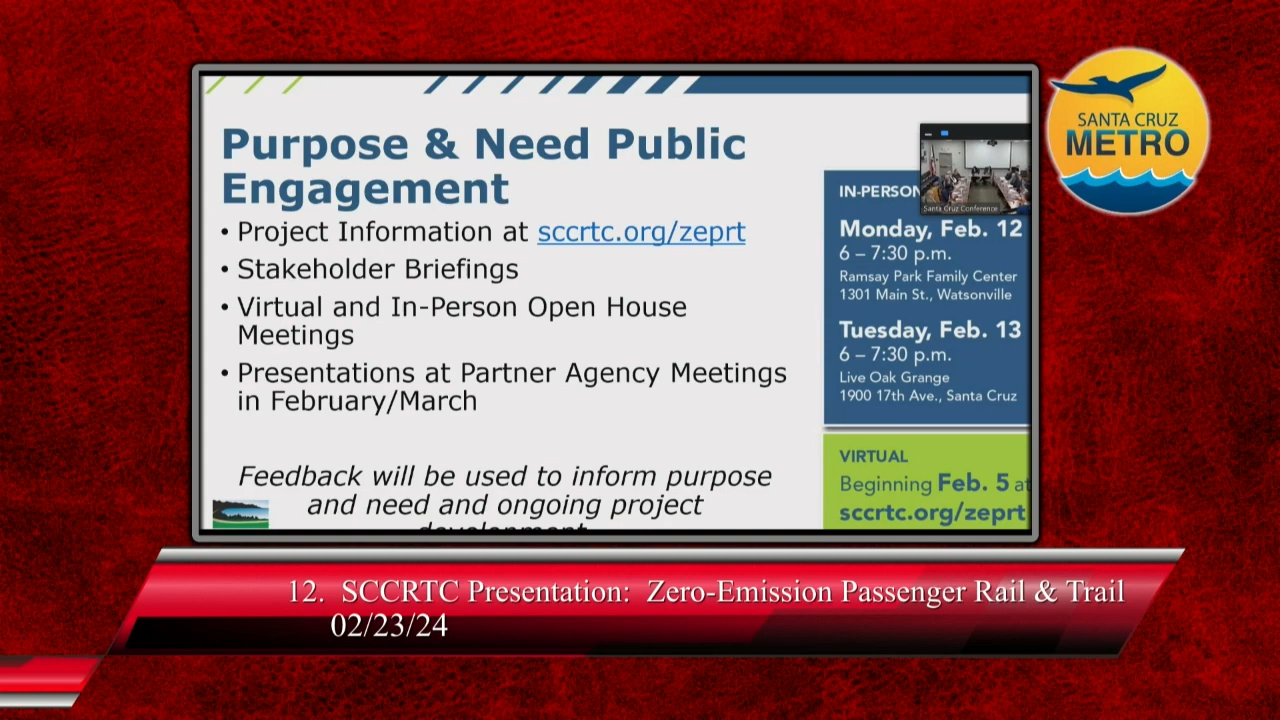 Purpose & Need Public
Engagement
• Project Information at sccrtc.org/zeprt
• Stakeholder Briefings
• Virtual and In-Person Open House
Meetings
• Presentations at Partner Agency Meetings
in February/March
Feedback will be used to inform purpose
and need and ongoing project
IN-PERSON
Monday, Feb. 12
6 – 7:30 p.m.
Ramsay Park Family Center
1301 Main St., Watsonville
Tuesday, Feb. 13
6 – 7:30 p.m.
Live Oak Grange
1900 17th Ave., Santa Cruz
VIRTUAL
Beginning Feb. 5 at
sccrtc.org/zeprt
Santa Cruz Conference
SANTA CRUZ
METRO
12. SCCRTC Presentation: Zero-Emission Passenger Rail & Trail
02/23/24